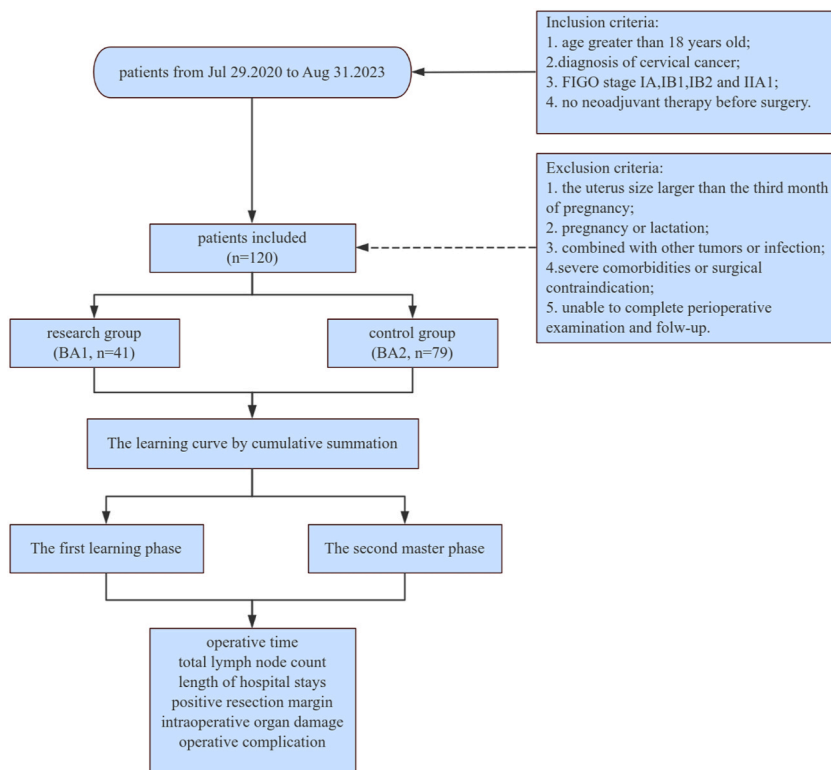 patients from Jul 29.2020 to Aug 31.2023
Inclusion criteria:
1. age greater than 18 years old;
2.diagnosis of cervical cancer;
3. FIGO stage IA,IB1,IB2 and IIA1;
4. no neoadjuvant therapy before surgery.
Exclusion criteria:
1. the uterus size larger than the third month
of pregnancy;
2. pregnancy or lactation;
3. combined with other tumors or infection;
4.severe comorbidities or surgical
contraindication;
5. unable to complete perioperative
examination and folw-up.
patients included
(n=120)
research group
(BA1, n=41)
control group
(BA2, n=79)
The learning curve by cumulative summation
The first learning phase
The second master phase
operative time
total lymph node count
length of hospital stays
positive resection margin
intraoperative organ damage
operative complication